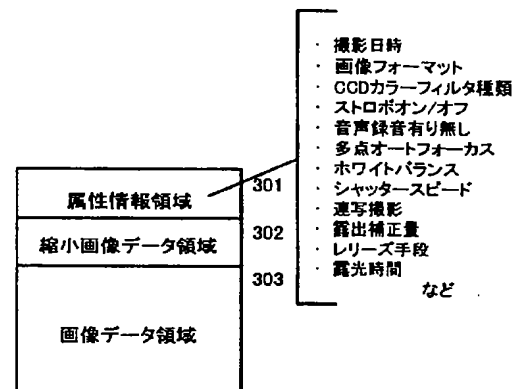 ・ 撮影日時
・ 画像フォーマット
・ CCDカラーフィルタ種類
・ ストロボオン/オフ
・ 音声録音有り無し
・ 多点オートフォーカス
・ ホワイトバランス
・ シャッタースピード
・ 連写撮影
・ 露出補正量
・ レリーズ手段
・ 露光時間
など
属性情報領域 301
縮小画像データ領域 302
画像データ領域 303